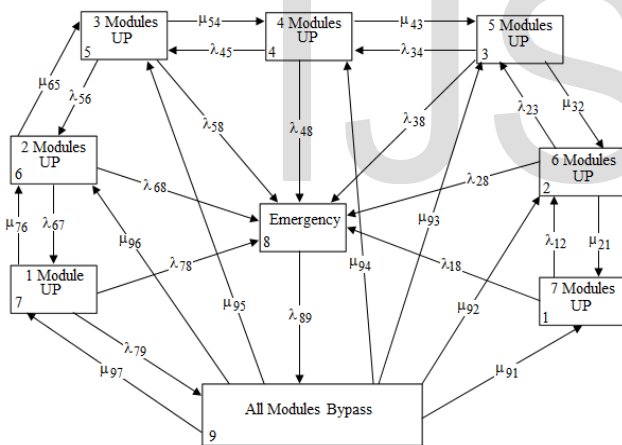 3 Modules
UP
5
μ54
4 Modules
UP
4
μ43
5 Modules
UP
3
λ45
λ34
μ65
λ56
λ58
λ48
λ38
λ23
μ32
2 Modules
UP
6
6 Modules
UP
2
λ68
λ28
Emergency
8
μ76
λ67
μ96
μ93
λ12
μ21
λ78
μ94
λ18
1 Module
UP
7
7 Modules
UP
1
μ95
λ89
μ92
λ79
μ97
μ91
All Modules Bypass
9
IJS